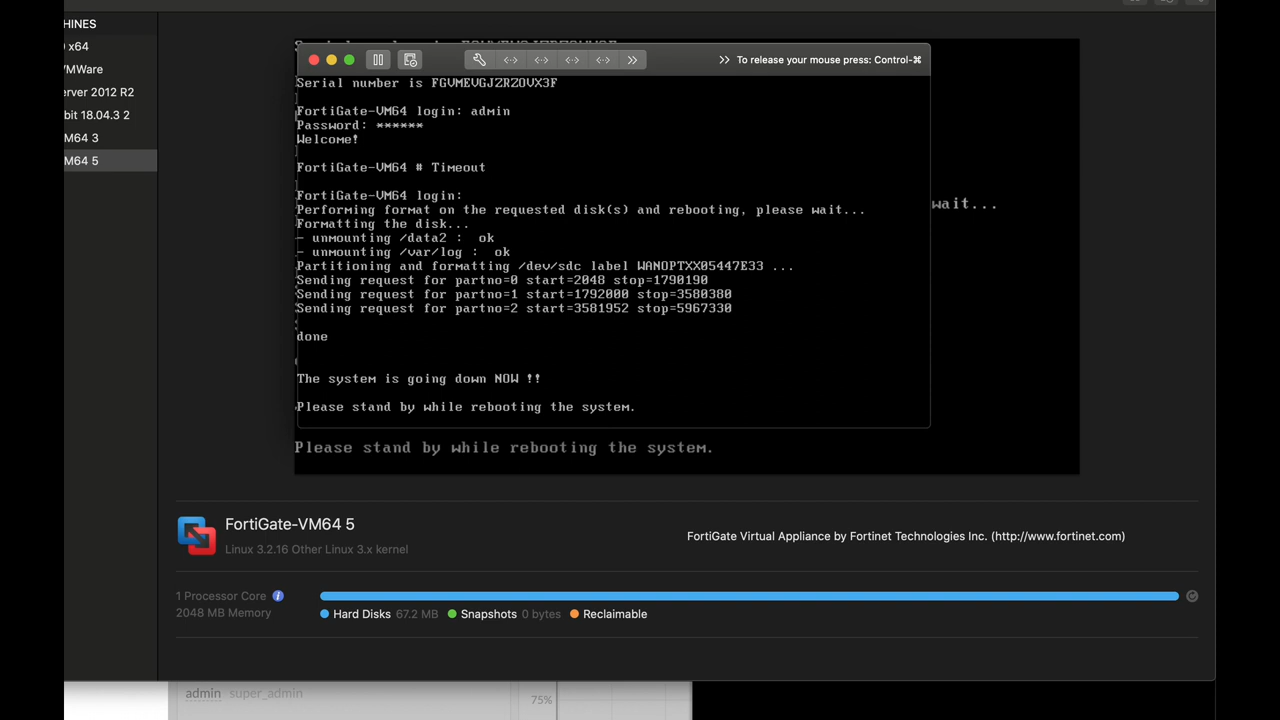 HINES
x64
VMWare
erver 2012 R2
bit 18.04.3 2
M64 3
M64 5
To release your mouse press: Control-⌘
Serial number is FGVMEVGJZRZOVX3F
FortiGate-VM64 login: admin
Password: ******
Welcome!
FortiGate-VM64 # Timeout
FortiGate-VM64 login:
Performing format on the requested disk(s) and rebooting, please wait...
Formatting the disk...
- unmounting /data2 :  ok
- unmounting /var/log :  ok
Partitioning and formatting /dev/sdc label WANOPTXX05447E33 ...
Sending request for partno=0 start=2048 stop=1790190
Sending request for partno=1 start=1792000 stop=3580380
Sending request for partno=2 start=3581952 stop=5967330
done
The system is going down NOW !!
Please stand by while rebooting the system.
wait...
Please stand by while rebooting the system.
FortiGate-VM64 5
Linux 3.2.16 Other Linux 3.x kernel
FortiGate Virtual Appliance by Fortinet Technologies Inc. (http://www.fortinet.com)
1 Processor Core
2048 MB Memory
Hard Disks 67.2 MB Snapshots 0 bytes Reclaimable
admin super_admin
75%